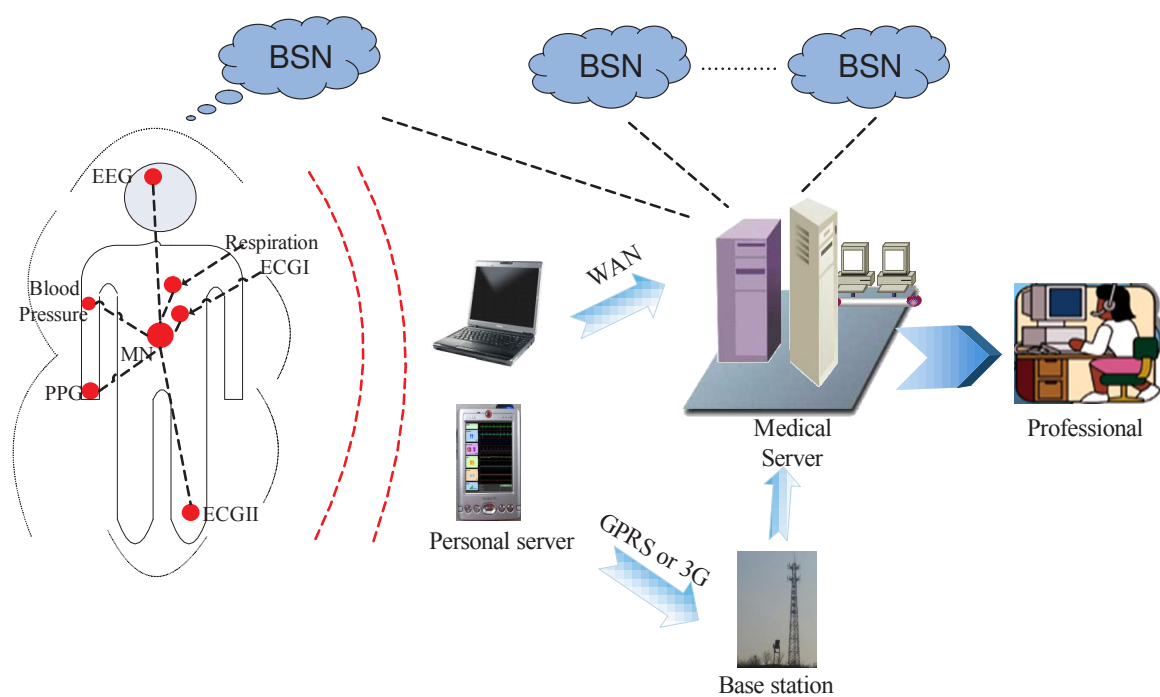 BSN
BSN
BSN
EEG
Respiration
ECGI
Blood
Pressure
MN
PPG
ECGII
WAN
Personal server
GPRS or 3G
Medical
Server
Professional
Base station